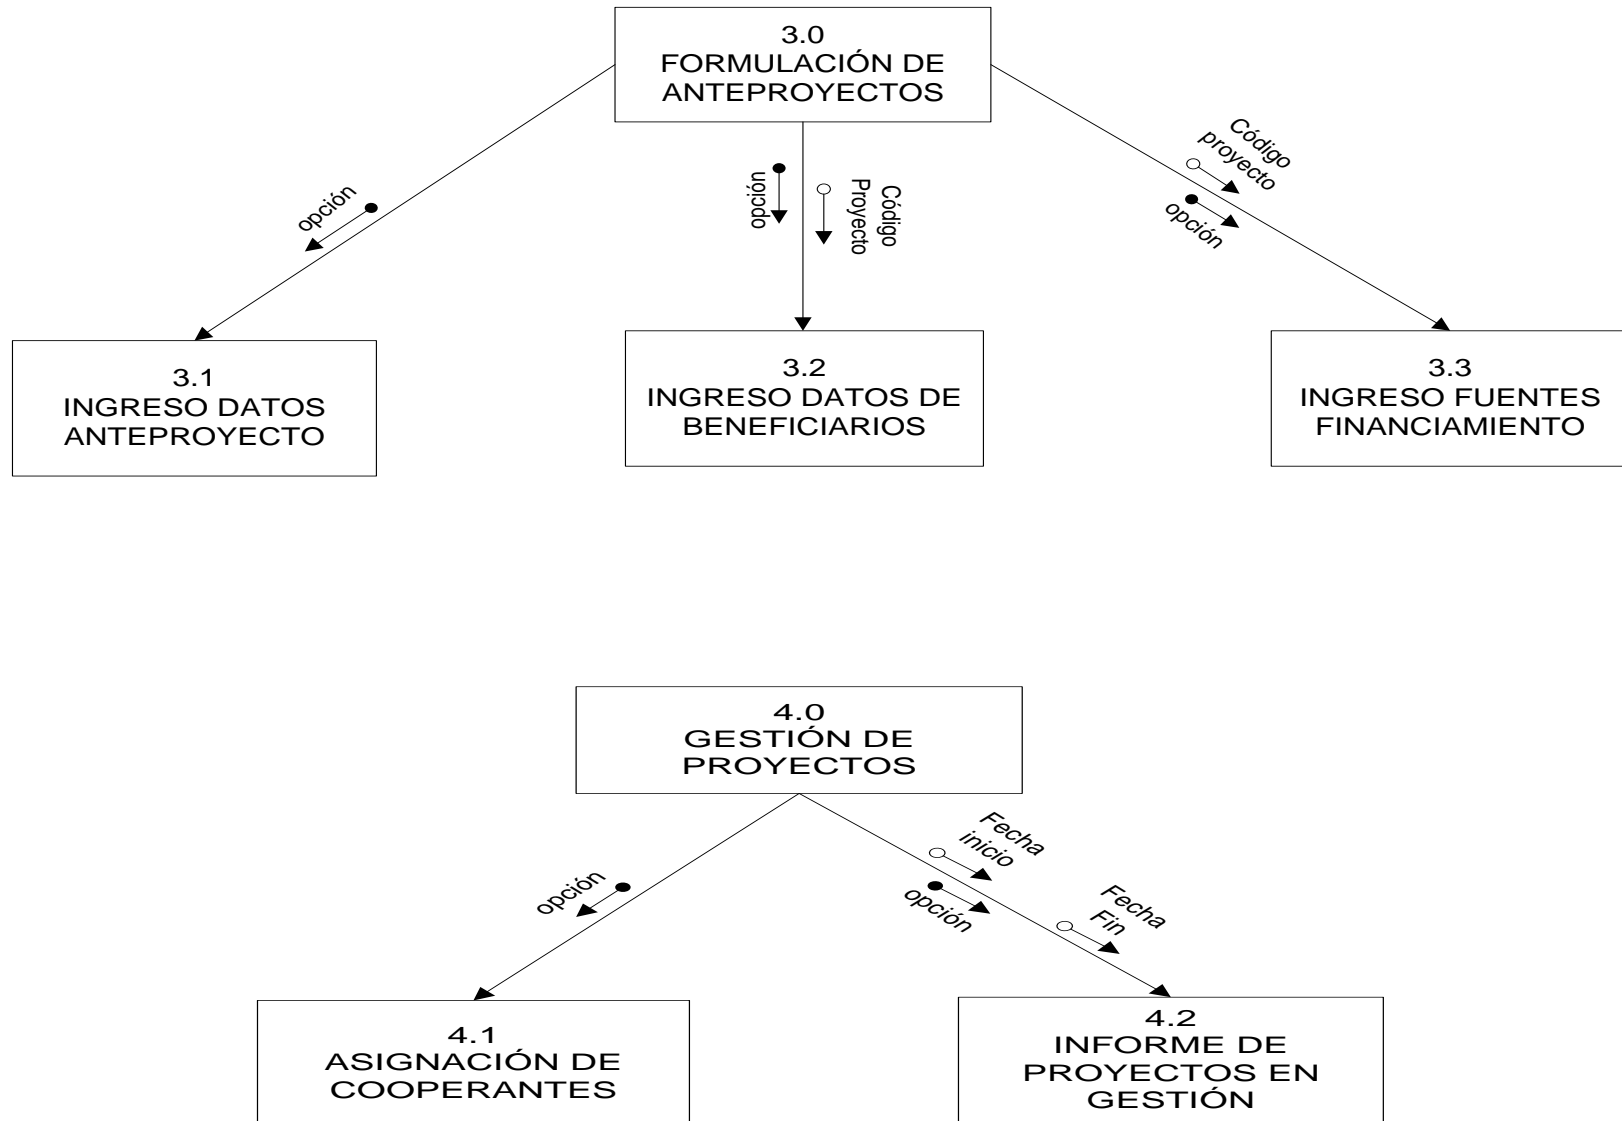 3.0
FORMULACIÓN DE
ANTEPROYECTOS
opción
opción
Código
Proyecto
Código
proyecto
opción
3.1
INGRESO DATOS
ANTEPROYECTO
3.2
INGRESO DATOS DE
BENEFICIARIOS
3.3
INGRESO FUENTES
FINANCIAMIENTO
4.0
GESTIÓN DE
PROYECTOS
opción
Fecha
inicio
opción
Fecha
Fin
4.1
ASIGNACIÓN DE
COOPERANTES
4.2
INFORME DE
PROYECTOS EN
GESTIÓN